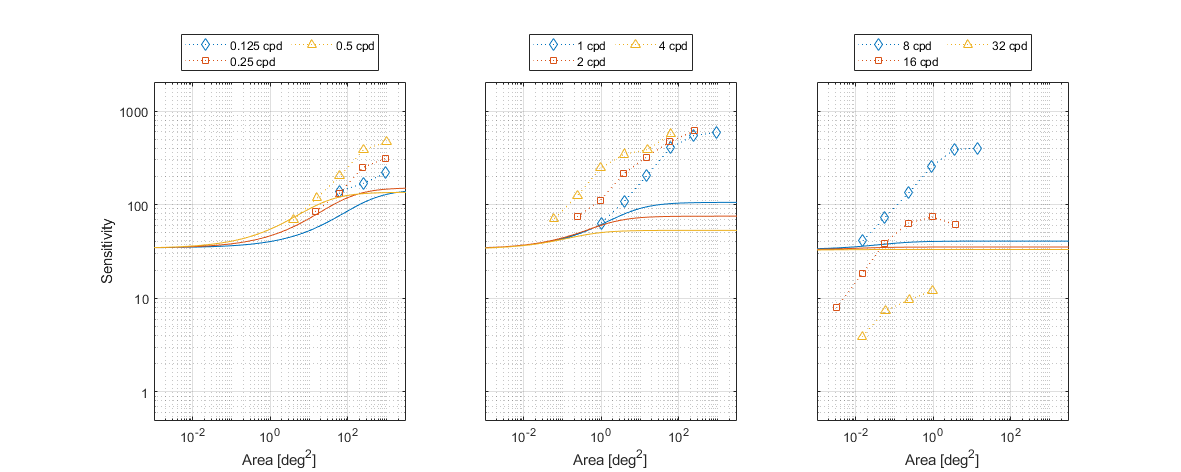 0.125 cpd 0.5 cpd
0.25 cpd
1 cpd 4 cpd
2 cpd
8 cpd 32 cpd
16 cpd
Sensitivity
1000
100
10
1
10^-2 10^0 10^2
Area [deg^2]
10^-2 10^0 10^2
Area [deg^2]
10^-2 10^0 10^2
Area [deg^2]